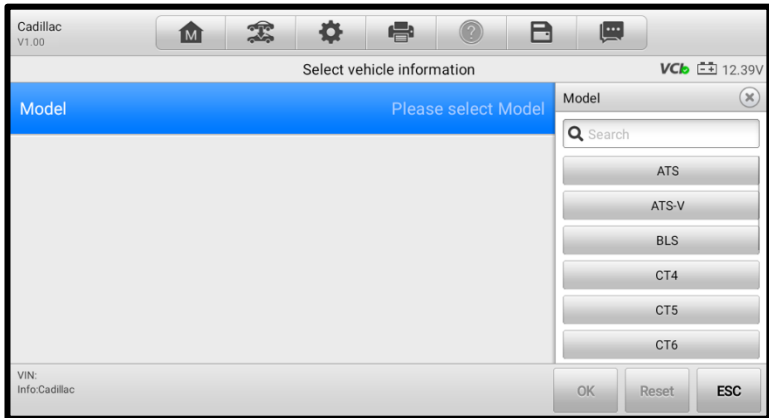 Cadillac
V1.00
M
?
Select vehicle information
VCI 12.39V
Model
Please select Model
Model
Search
ATS
ATS-V
BLS
CT4
CT5
CT6
VIN:
Info:Cadillac
OK
Reset
ESC